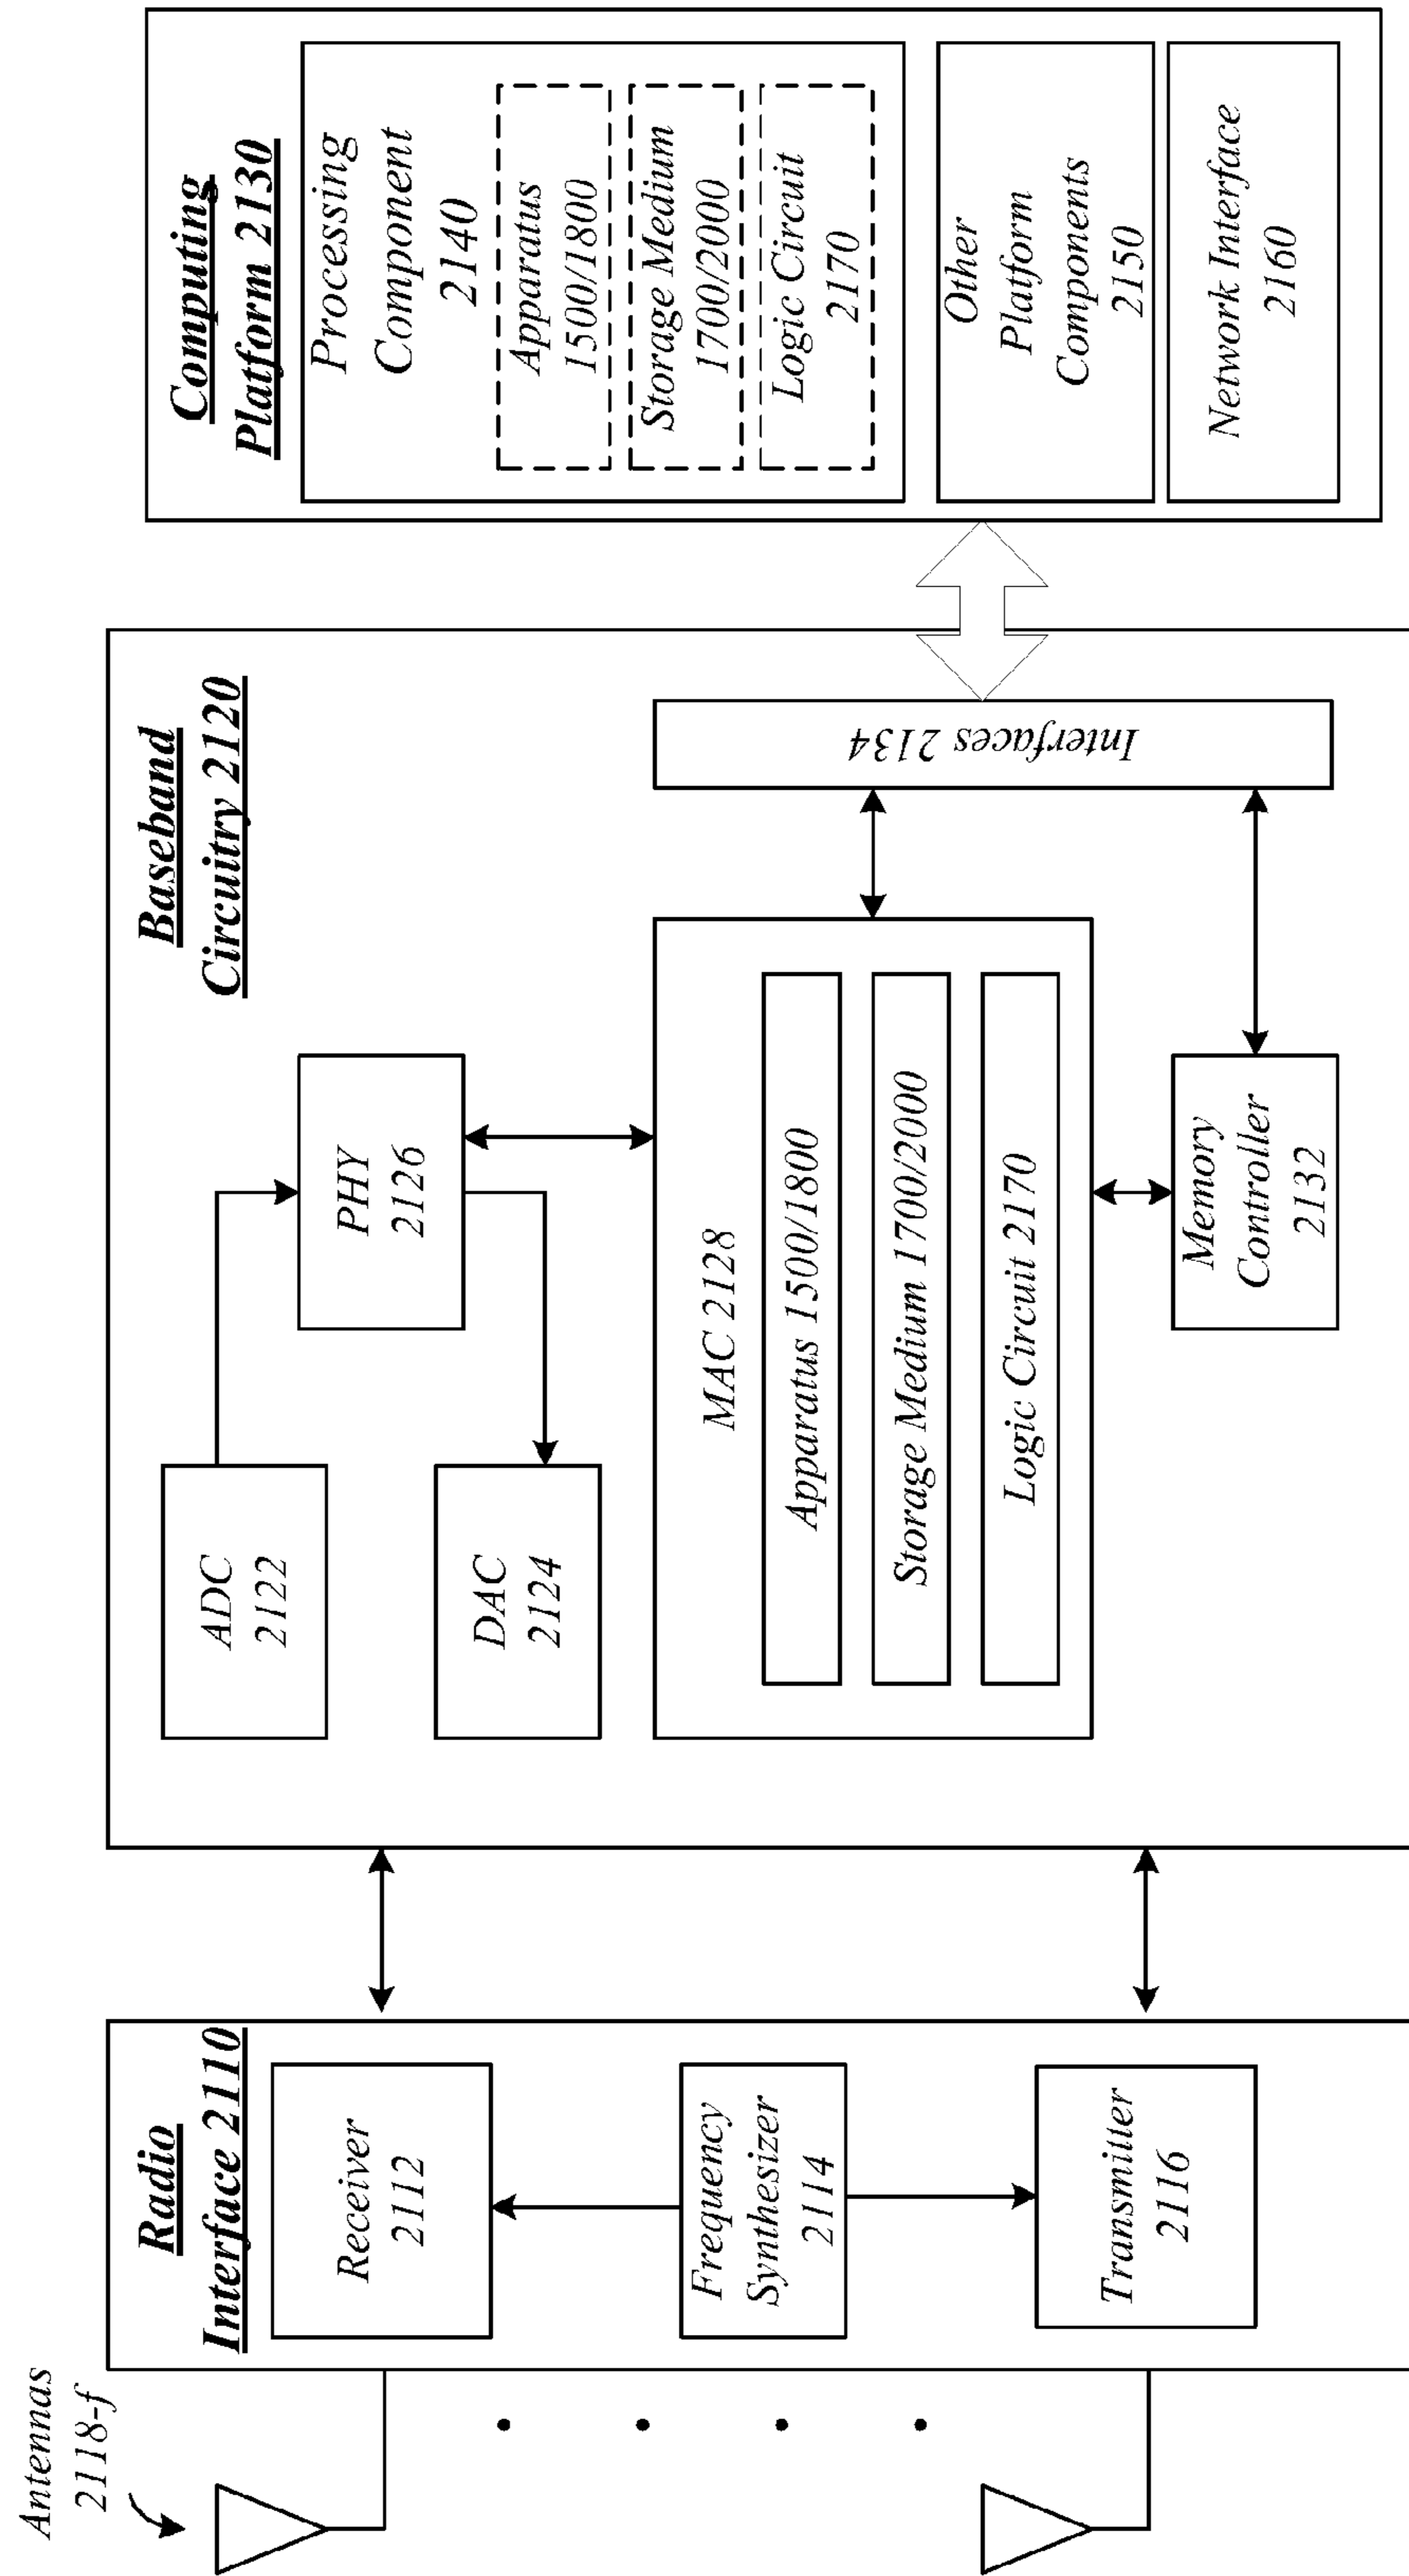 Antennas
2118-f
Radio
Interface 2110
Receiver
2112
Frequency
Synthesizer
2114
Transmitter
2116
Baseband
Circuitry 2120
ADC
2122
DAC
2124
PHY
2126
MAC 2128
Apparatus 1500/1800
Storage Medium 1700/2000
Logic Circuit 2170
Memory
Controller
2132
Interfaces 2134
Computing
Platform 2130
Processing
Component
2140
Apparatus
1500/1800
Storage Medium
1700/2000
Logic Circuit
2170
Other
Platform
Components
2150
Network Interface
2160